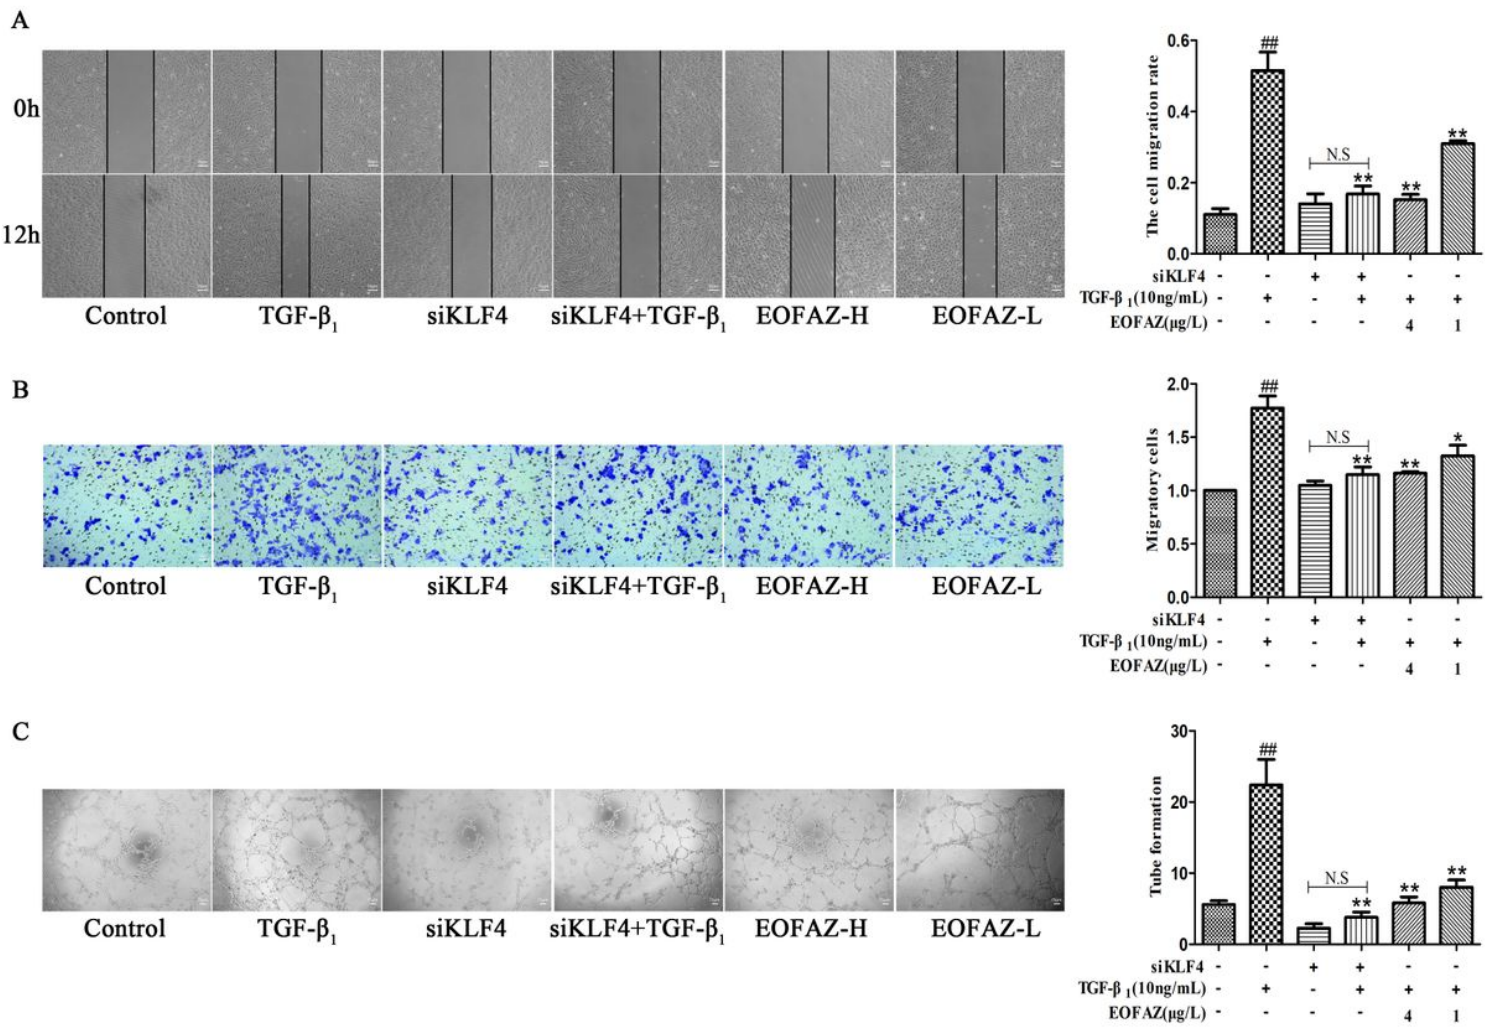 A
0h
12h
Control TGF-β1 siKLF4 siKLF4+TGF-β1 EOFAZ-H EOFAZ-L
The cell migration rate
0.6
0.4
0.2
0.0
##
N.S
**
**
**
siKLF4 - - + + - -
TGF-β 1(10ng/mL) - + - + + +
EOFAZ(μg/L) - - - - 4 1
B
Control TGF-β1 siKLF4 siKLF4+TGF-β1 EOFAZ-H EOFAZ-L
Migratory cells
2.0
1.5
1.0
0.5
0.0
##
N.S
**
**
*
siKLF4 - - + + - -
TGF-β 1(10ng/mL) - + - + + +
EOFAZ(μg/L) - - - - 4 1
C
Control TGF-β1 siKLF4 siKLF4+TGF-β1 EOFAZ-H EOFAZ-L
Tube formation
30
20
10
0
##
N.S
**
**
**
siKLF4 - - + + - -
TGF-β 1(10ng/mL) - + - + + +
EOFAZ(μg/L) - - - - 4 1